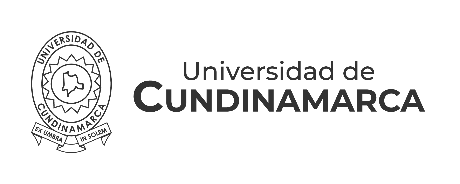 UNIVERSIDAD DE
CUNDINAMARCA
EX UMBRA IN SOLEM
Universidad de
CUNDINAMARCA